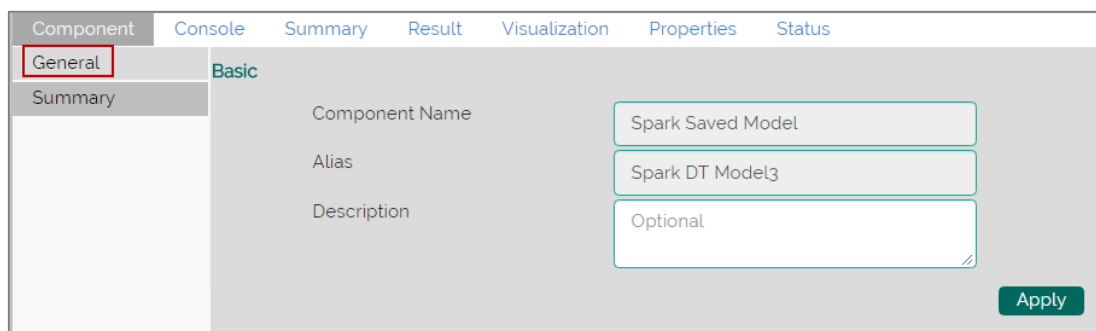 Component Console Summary Result Visualization Properties Status
General
Basic
Summary
Component Name Spark Saved Model
Alias Spark DT Model3
Description Optional
Apply